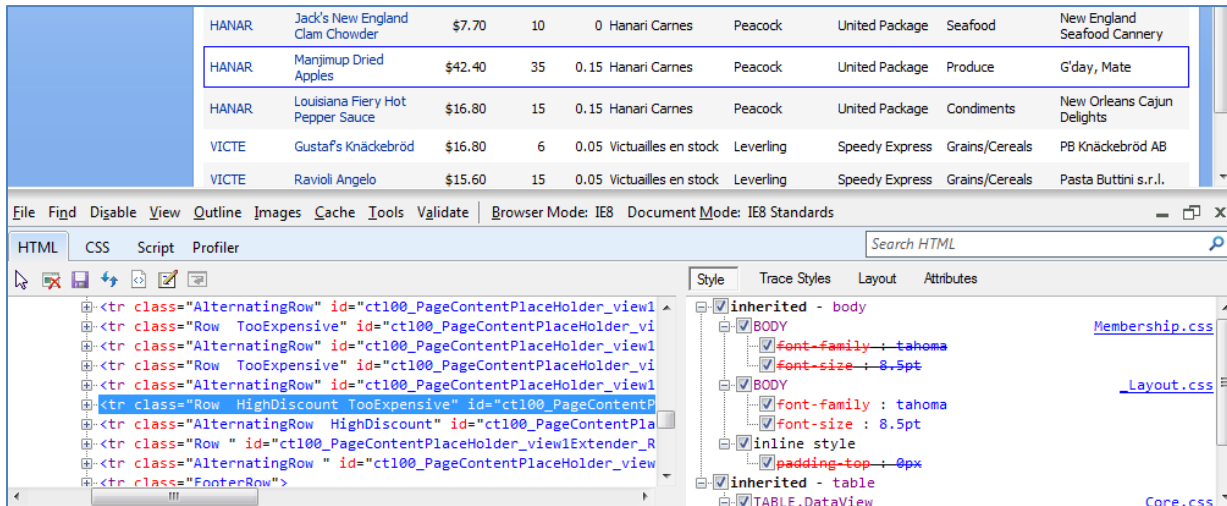 HANAR Jack's New England Clam Chowder $7.70 10 0 Hanari Carnes Peacock United Package Seafood New England Seafood Cannery
HANAR Manjimup Dried Apples $42.40 35 0.15 Hanari Carnes Peacock United Package Produce G'day, Mate
HANAR Louisiana Fiery Hot Pepper Sauce $16.80 15 0.15 Hanari Carnes Peacock United Package Condiments New Orleans Cajun Delights
VICTE Gustaf's Knäckebröd $16.80 6 0.05 Victuailles en stock Leverling Speedy Express Grains/Cereals PB Knäckebröd AB
VICTE Ravioli Angelo $15.60 15 0.05 Victuailles en stock Leverling Speedy Express Grains/Cereals Pasta Buttini s.r.l.
File Find Disable View Outline Images Cache Tools Validate Browser Mode: IE8 Document Mode: IE8 Standards
HTML CSS Script Profiler Search HTML
Style Trace Styles Layout Attributes
<tr class="AlternatingRow" id="ctl00_PageContentPlaceHolder_view1
<tr class="Row  TooExpensive" id="ctl00_PageContentPlaceHolder_vi
<tr class="AlternatingRow" id="ctl00_PageContentPlaceHolder_view1
<tr class="Row  TooExpensive" id="ctl00_PageContentPlaceHolder_vi
<tr class="AlternatingRow" id="ctl00_PageContentPlaceHolder_view1
<tr class="Row  HighDiscount TooExpensive" id="ctl00_PageContentP
<tr class="AlternatingRow  HighDiscount" id="ctl00_PageContentPla
<tr class="Row " id="ctl00_PageContentPlaceHolder_view1Extender_R
<tr class="AlternatingRow " id="ctl00_PageContentPlaceHolder_view
<tr class="FooterRow">
inherited - body
BODY Membership.css
font-family : tahoma
font-size : 8.5pt
BODY _Layout.css
font-family : tahoma
font-size : 8.5pt
inline style
padding-top : 0px
inherited - table
TABLE.DataView Core.css